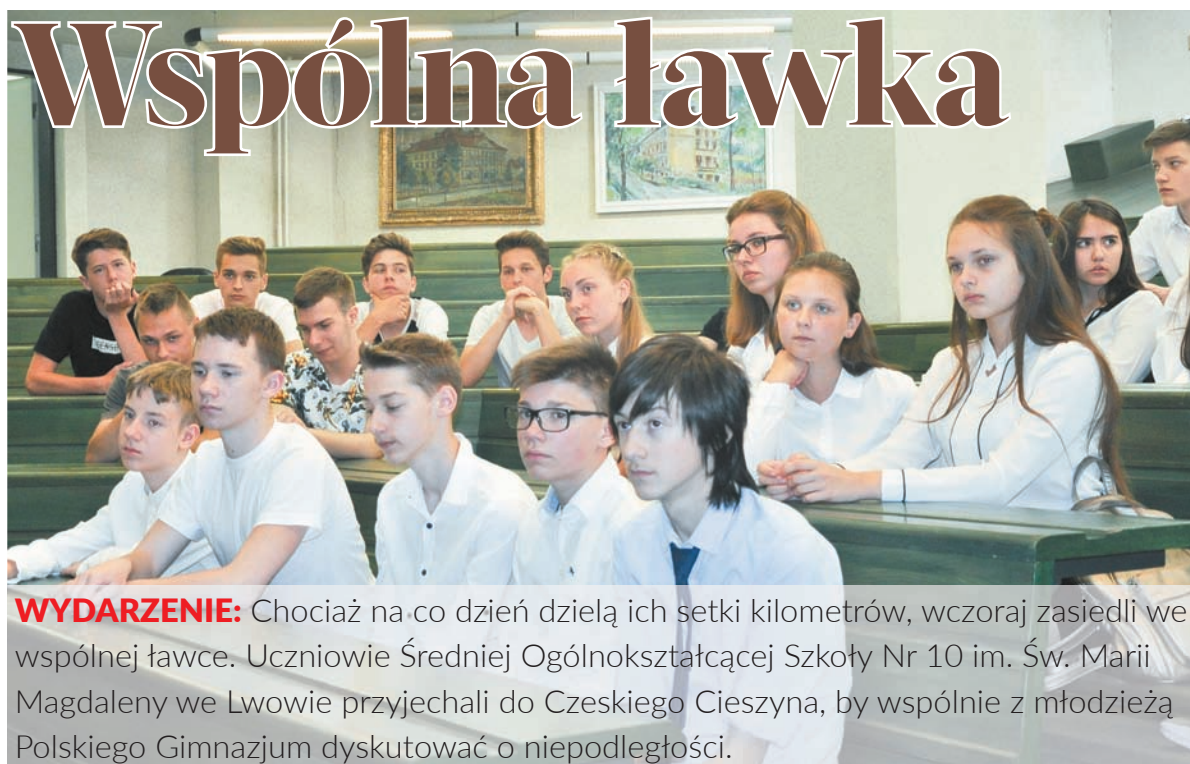 Wspólna ławka
WYDARZENIE: Chociaż na co dzień dzielą ich setki kilometrów, wczoraj zasiedli we
wspólnej ławce. Uczniowie Średniej Ogólnokształcącej Szkoły Nr 10 im. Św. Marii
Magdaleny we Lwowie przyjechali do Czeskiego Cieszyna, by wspólnie z młodzieżą
Polskiego Gimnazjum dyskutować o niepodległości.